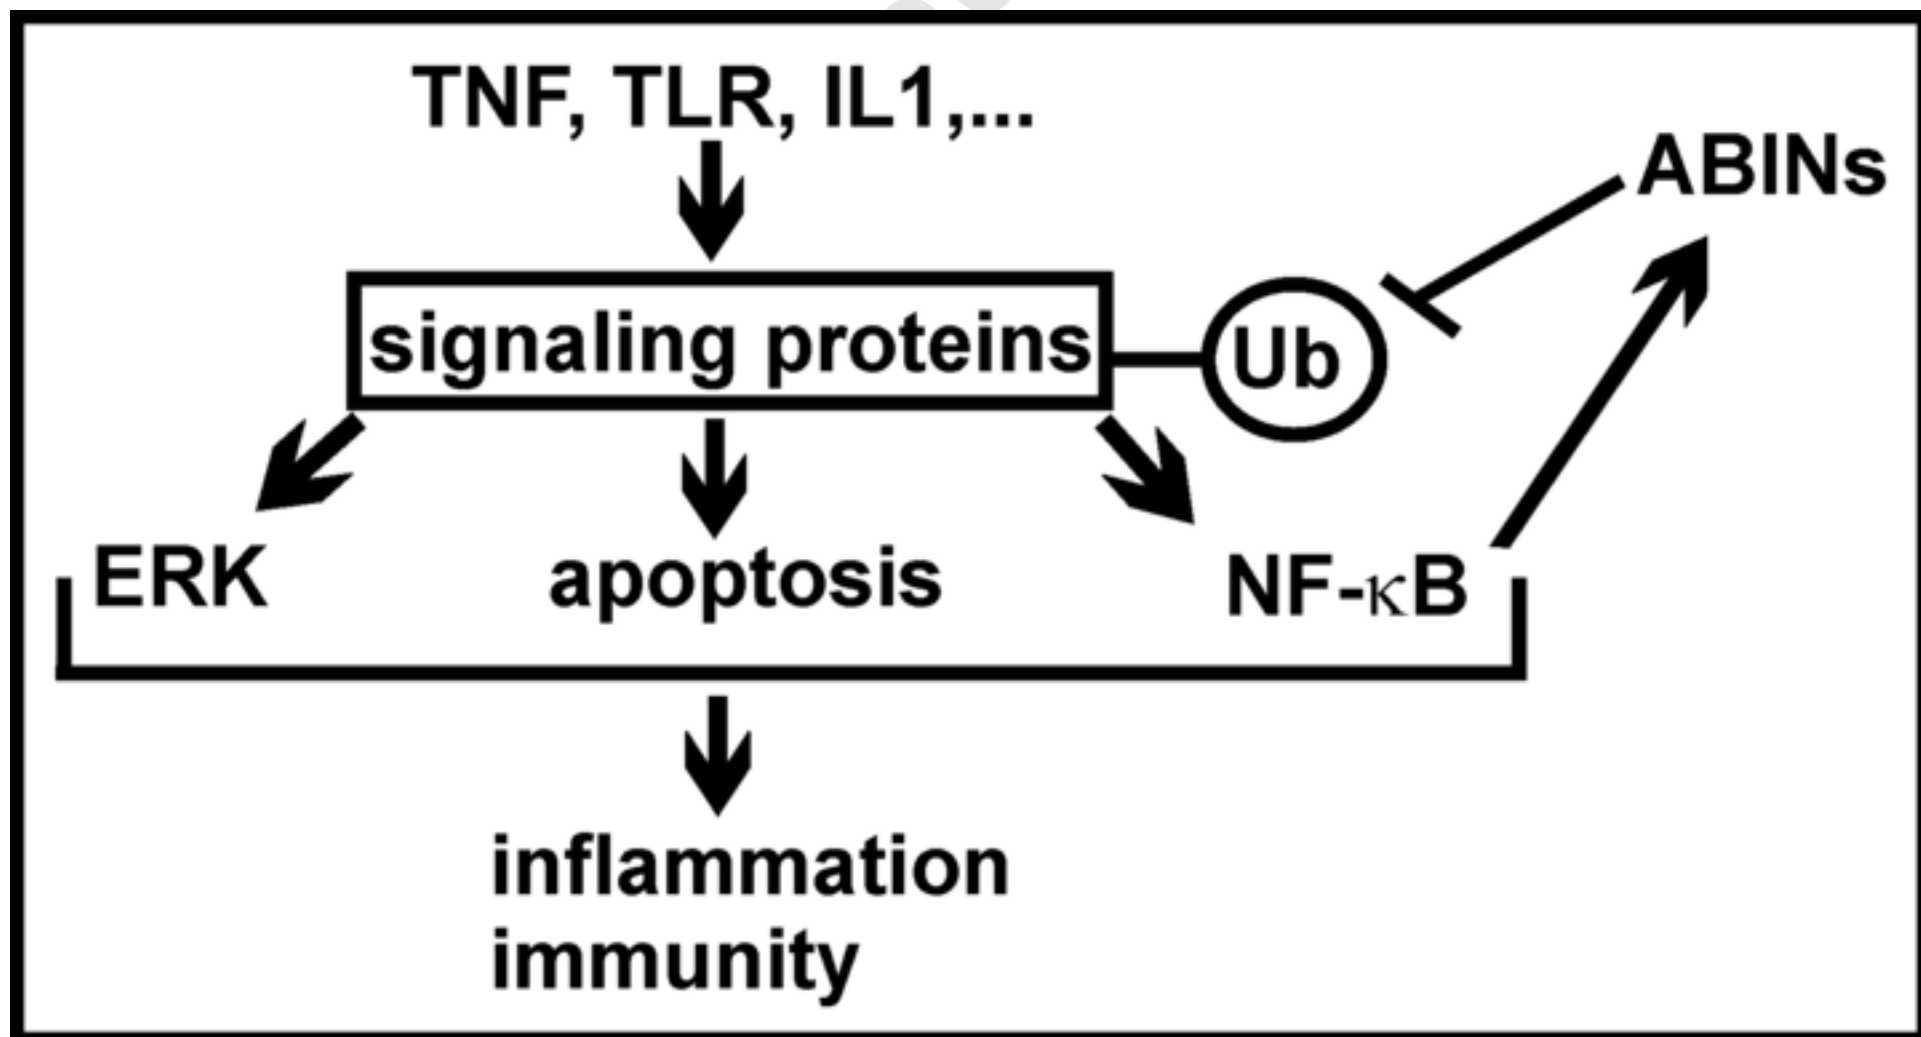 TNF, TLR, IL1,...
ABINs
signaling proteins
Ub
ERK
apoptosis
NF-κB
inflammation
immunity